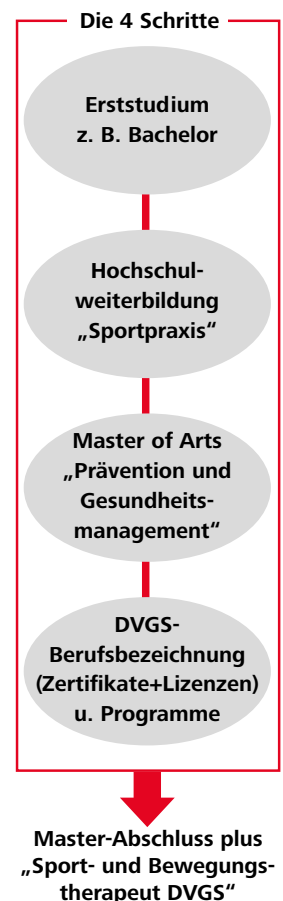 Die 4 Schritte
Erststudium
z. B. Bachelor
Hochschul-
weiterbildung
„Sportpraxis“
Master of Arts
„Prävention und
Gesundheits-
management“
DVGS-
Berufsbezeichnung
(Zertifikate+Lizenzen)
u. Programme
Master-Abschluss plus
„Sport- und Bewegungs-
therapeut DVGS“